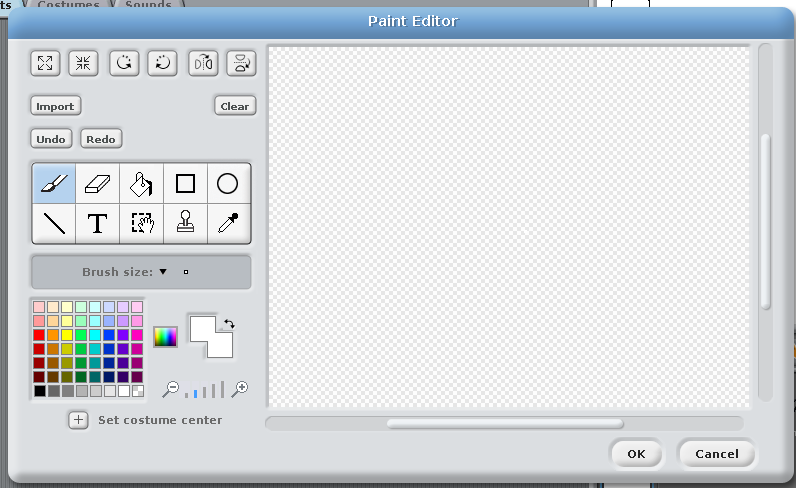 ts Costumes Sounds
Paint Editor
Import Clear
Undo Redo
T
Brush size:
Set costume center
OK Cancel